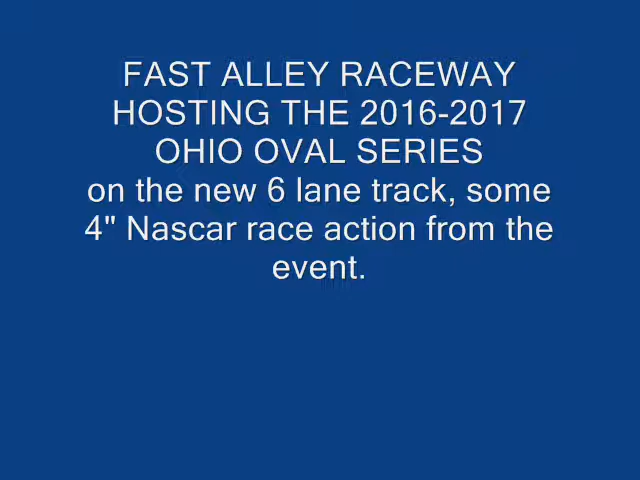 FAST ALLEY RACEWAY
HOSTING THE 2016-2017
OHIO OVAL SERIES
on the new 6 lane track, some
4" Nascar race action from the
event.